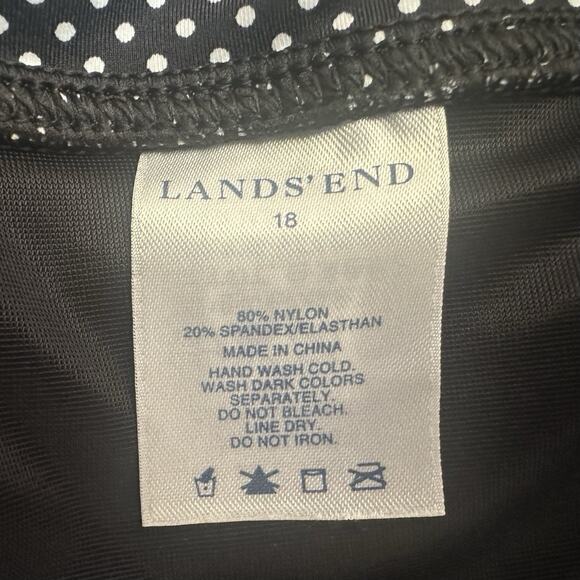 LANDS' END
18
80% NYLON
20% SPANDEX/ELASTHAN
MADE IN CHINA
HAND WASH COLD.
WASH DARK COLORS
SEPARATELY.
DO NOT BLEACH.
LINE DRY.
DO NOT IRON.